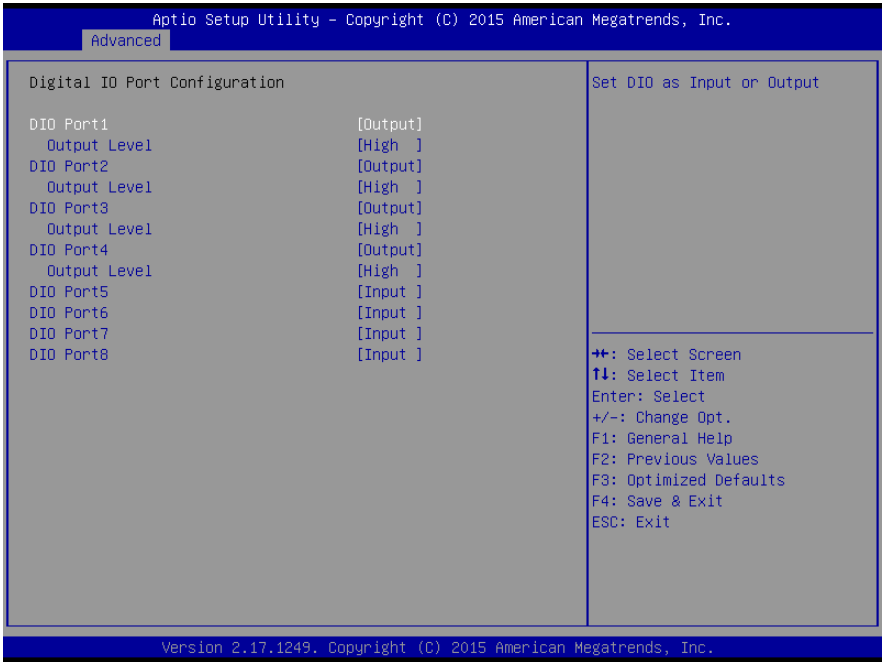 Aptio Setup Utility – Copyright (C) 2015 American Megatrends, Inc.
Advanced
Digital IO Port Configuration
DIO Port1 [Output]
Output Level [High ]
DIO Port2 [Output]
Output Level [High ]
DIO Port3 [Output]
Output Level [High ]
DIO Port4 [Output]
Output Level [High ]
DIO Port5 [Input ]
DIO Port6 [Input ]
DIO Port7 [Input ]
DIO Port8 [Input ]
Set DIO as Input or Output
→←: Select Screen
↑↓: Select Item
Enter: Select
+/-: Change Opt.
F1: General Help
F2: Previous Values
F3: Optimized Defaults
F4: Save & Exit
ESC: Exit
Version 2.17.1249. Copyright (C) 2015 American Megatrends, Inc.